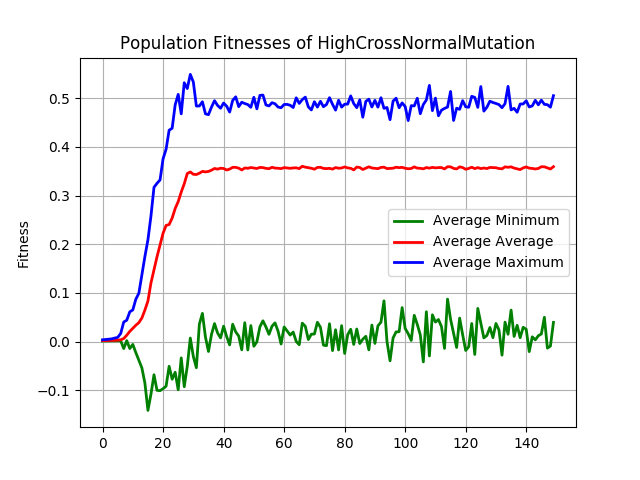 Population Fitnesses of HighCrossNormalMutation
Fitness
0.5
0.4
0.3
0.2
0.1
0.0
−0.1
0 20 40 60 80 100 120 140
Average Minimum
Average Average
Average Maximum